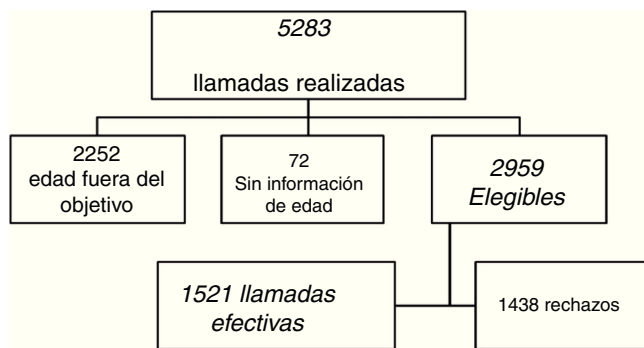 5283
llamadas realizadas
2252
edad fuera del
objetivo
72
Sin información
de edad
2959
Elegibles
1521 llamadas
efectivas
1438 rechazos